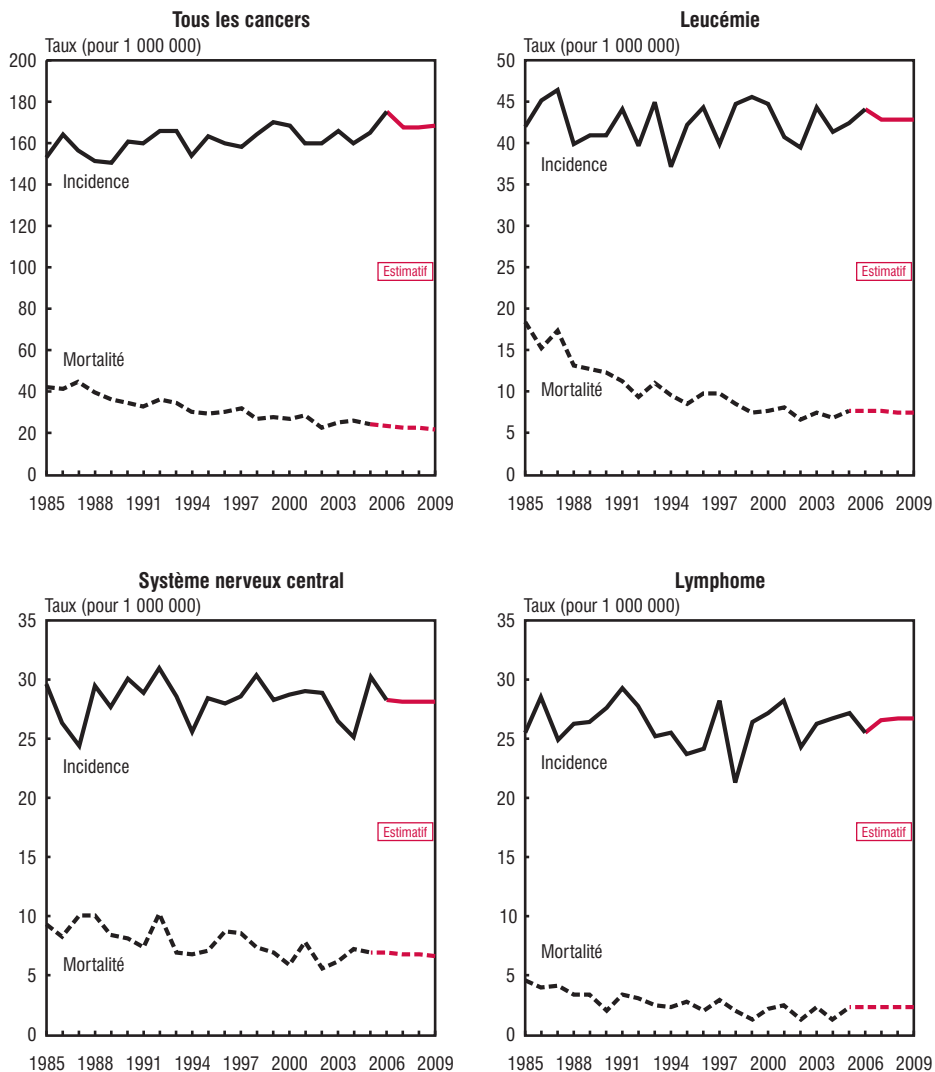 Tous les cancers
Taux (pour 1 000 000)
200
180
160
140
120
100
80
60
40
20
0
Incidence
Estimatif
Mortalité
1985 1988 1991 1994 1997 2000 2003 2006 2009
Leucémie
Taux (pour 1 000 000)
50
45
40
35
30
25
20
15
10
5
0
Incidence
Estimatif
Mortalité
1985 1988 1991 1994 1997 2000 2003 2006 2009
Système nerveux central
Taux (pour 1 000 000)
35
30
25
20
15
10
5
0
Incidence
Estimatif
Mortalité
1985 1988 1991 1994 1997 2000 2003 2006 2009
Lymphome
Taux (pour 1 000 000)
35
30
25
20
15
10
5
0
Incidence
Estimatif
Mortalité
1985 1988 1991 1994 1997 2000 2003 2006 2009